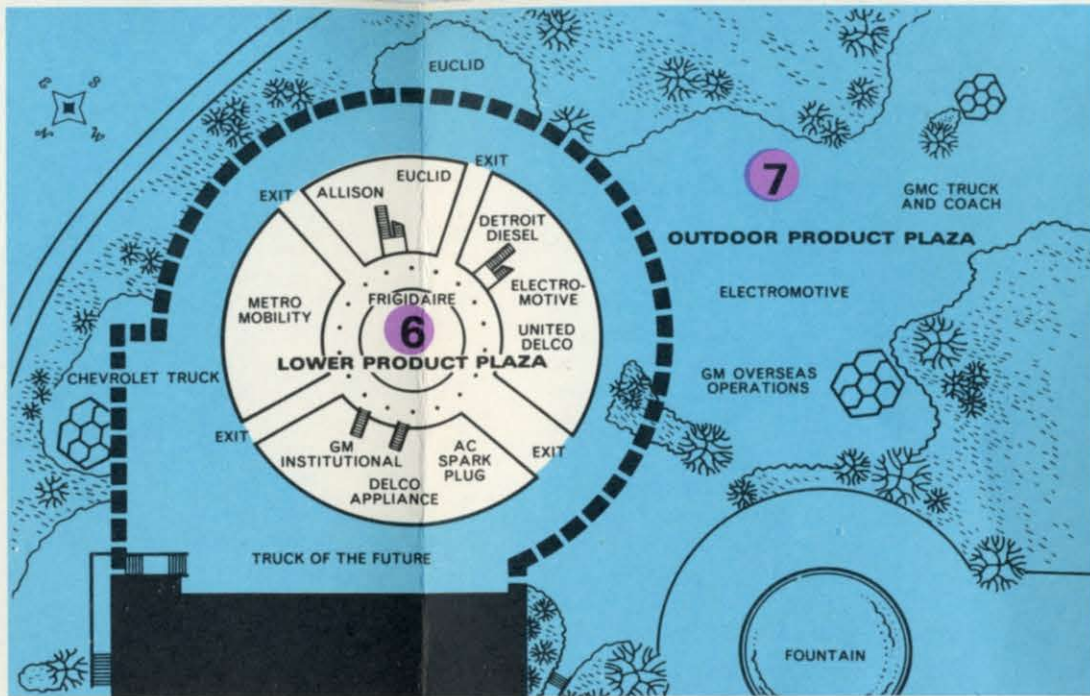 E
S
N
W
EUCLID
7
GMC TRUCK
AND COACH
OUTDOOR PRODUCT PLAZA
ELECTROMOTIVE
GM OVERSEAS
OPERATIONS
EXIT
ALLISON
EUCLID
EXIT
DETROIT
DIESEL
ELECTRO-
MOTIVE
UNITED
DELCO
METRO
MOBILITY
FRIGIDAIRE
6
LOWER PRODUCT PLAZA
CHEVROLET TRUCK
EXIT
GM
INSTITUTIONAL
DELCO
APPLIANCE
AC
SPARK
PLUG
EXIT
TRUCK OF THE FUTURE
FOUNTAIN